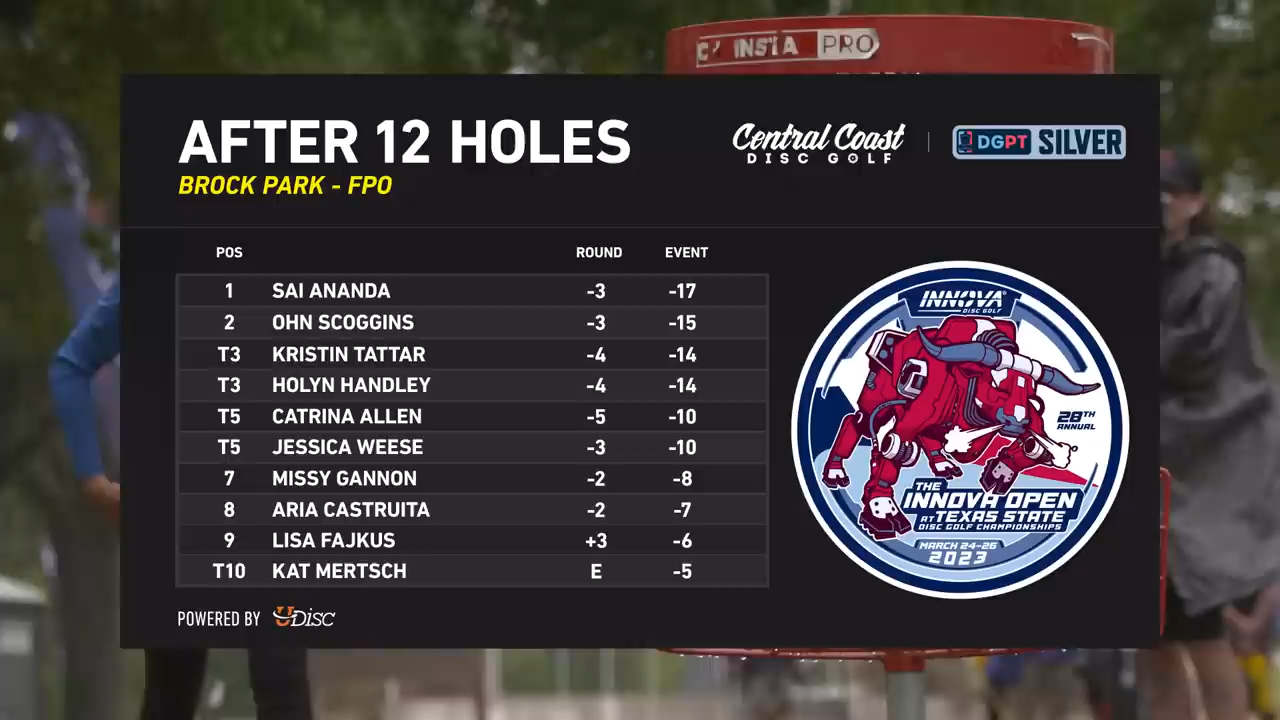 INSTA PRO
AFTER 12 HOLES
BROCK PARK - FPO
Central Coast
DISC GOLF
DGPT SILVER
POS ROUND EVENT
1 SAI ANANDA -3 -17
2 OHN SCOGGINS -3 -15
T3 KRISTIN TATTAR -4 -14
T3 HOLYN HANDLEY -4 -14
T5 CATRINA ALLEN -5 -10
T5 JESSICA WEESE -3 -10
7 MISSY GANNON -2 -8
8 ARIA CASTRUITA -2 -7
9 LISA FAJKUS +3 -6
T10 KAT MERTSCH E -5
POWERED BY UDisc
INNOVA
DISC GOLF
28TH
ANNUAL
THE
INNOVA OPEN
AT TEXAS STATE
DISC GOLF CHAMPIONSHIPS
MARCH 24-26
2023